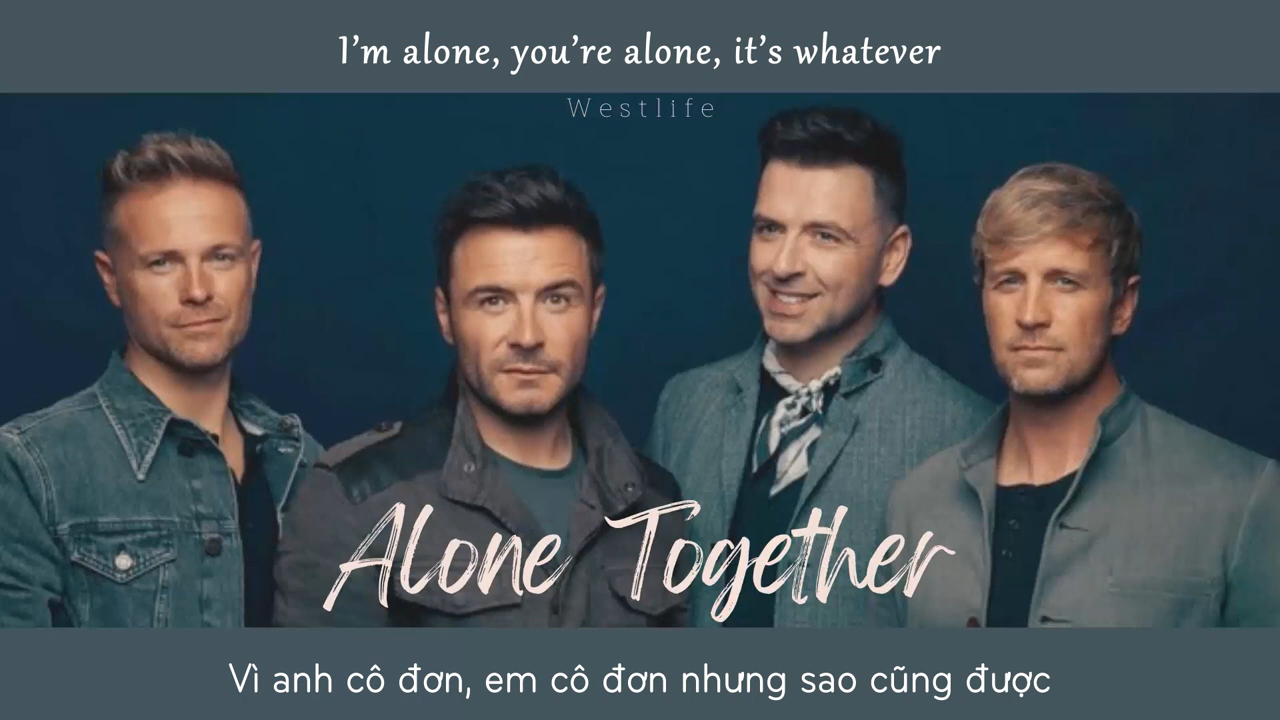 I'm alone, you're alone, it's whatever
Westlife
Alone Together
Vì anh cô đơn, em cô đơn nhưng sao cũng được